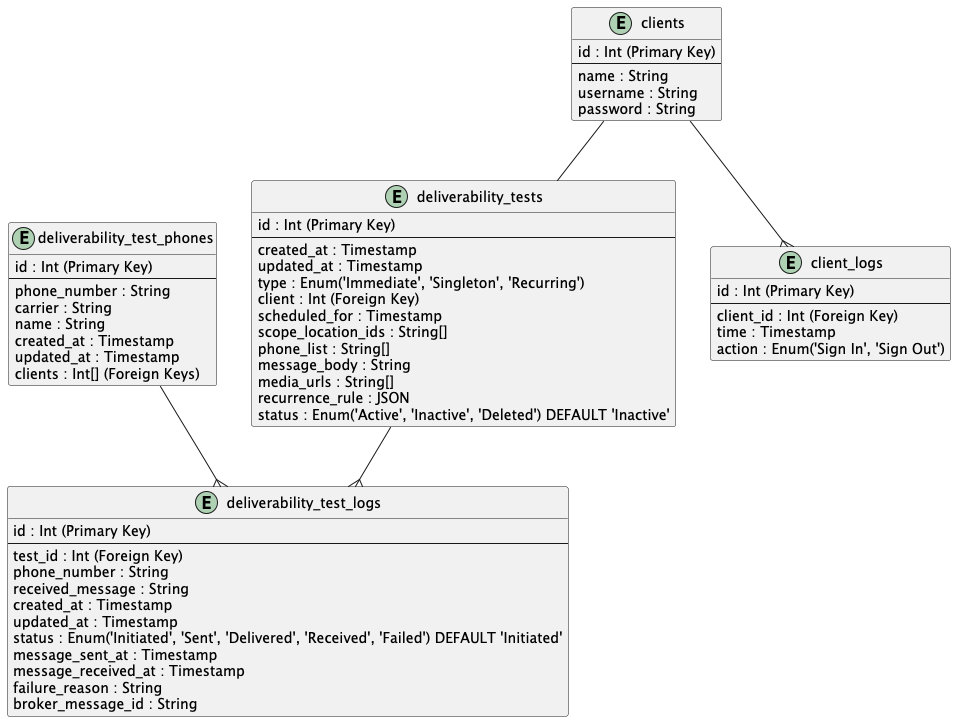 E clients
id : Int (Primary Key)
name : String
username : String
password : String
E deliverability_tests
id : Int (Primary Key)
created_at : Timestamp
updated_at : Timestamp
type : Enum('Immediate', 'Singleton', 'Recurring')
client : Int (Foreign Key)
scheduled_for : Timestamp
scope_location_ids : String[]
phone_list : String[]
message_body : String
media_urls : String[]
recurrence_rule : JSON
status : Enum('Active', 'Inactive', 'Deleted') DEFAULT 'Inactive'
E deliverability_test_phones
id : Int (Primary Key)
phone_number : String
carrier : String
name : String
created_at : Timestamp
updated_at : Timestamp
clients : Int[] (Foreign Keys)
E client_logs
id : Int (Primary Key)
client_id : Int (Foreign Key)
time : Timestamp
action : Enum('Sign In', 'Sign Out')
E deliverability_test_logs
id : Int (Primary Key)
test_id : Int (Foreign Key)
phone_number : String
received_message : String
created_at : Timestamp
updated_at : Timestamp
status : Enum('Initiated', 'Sent', 'Delivered', 'Received', 'Failed') DEFAULT 'Initiated'
message_sent_at : Timestamp
message_received_at : Timestamp
failure_reason : String
broker_message_id : String